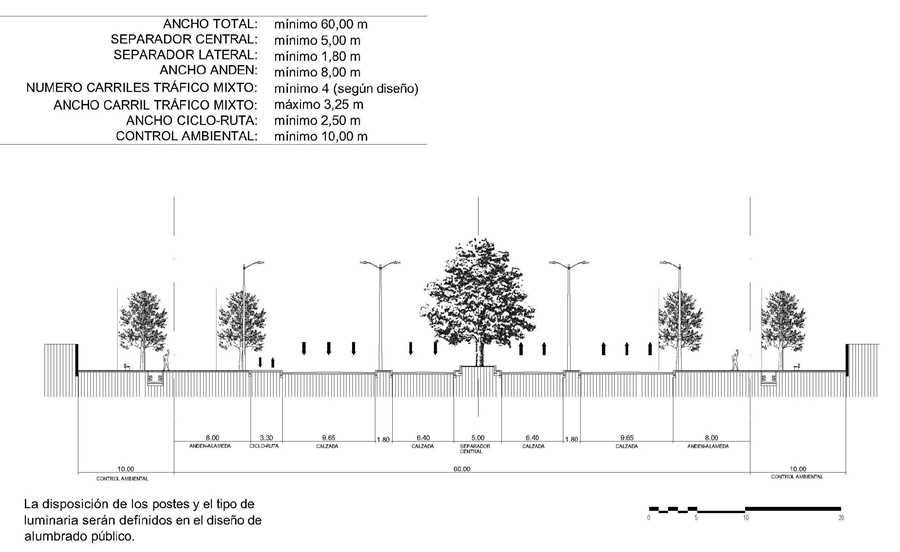 ANCHO TOTAL: mínimo 60,00 m
SEPARADOR CENTRAL: mínimo 5,00 m
SEPARADOR LATERAL: mínimo 1,80 m
ANCHO ANDEN: mínimo 8,00 m
NUMERO CARRILES TRÁFICO MIXTO: mínimo 4 (según diseño)
ANCHO CARRIL TRÁFICO MIXTO: máximo 3,25 m
ANCHO CICLO-RUTA: mínimo 2,50 m
CONTROL AMBIENTAL: mínimo 10,00 m
8.00 3.30 9.65 1.80 6.40 5.00 6.40 1.80 9.65 8.00
ANDEN-ALAMEDA CICLO-RUTA CALZADA CALZADA SEPARADOR CALZADA CALZADA ANDEN-ALAMEDA
CENTRAL
10.00 60.00 10.00
CONTROL AMBIENTAL CONTROL AMBIENTAL
La disposición de los postes y el tipo de
luminaria serán definidos en el diseño de
alumbrado público.
0 5 10 20